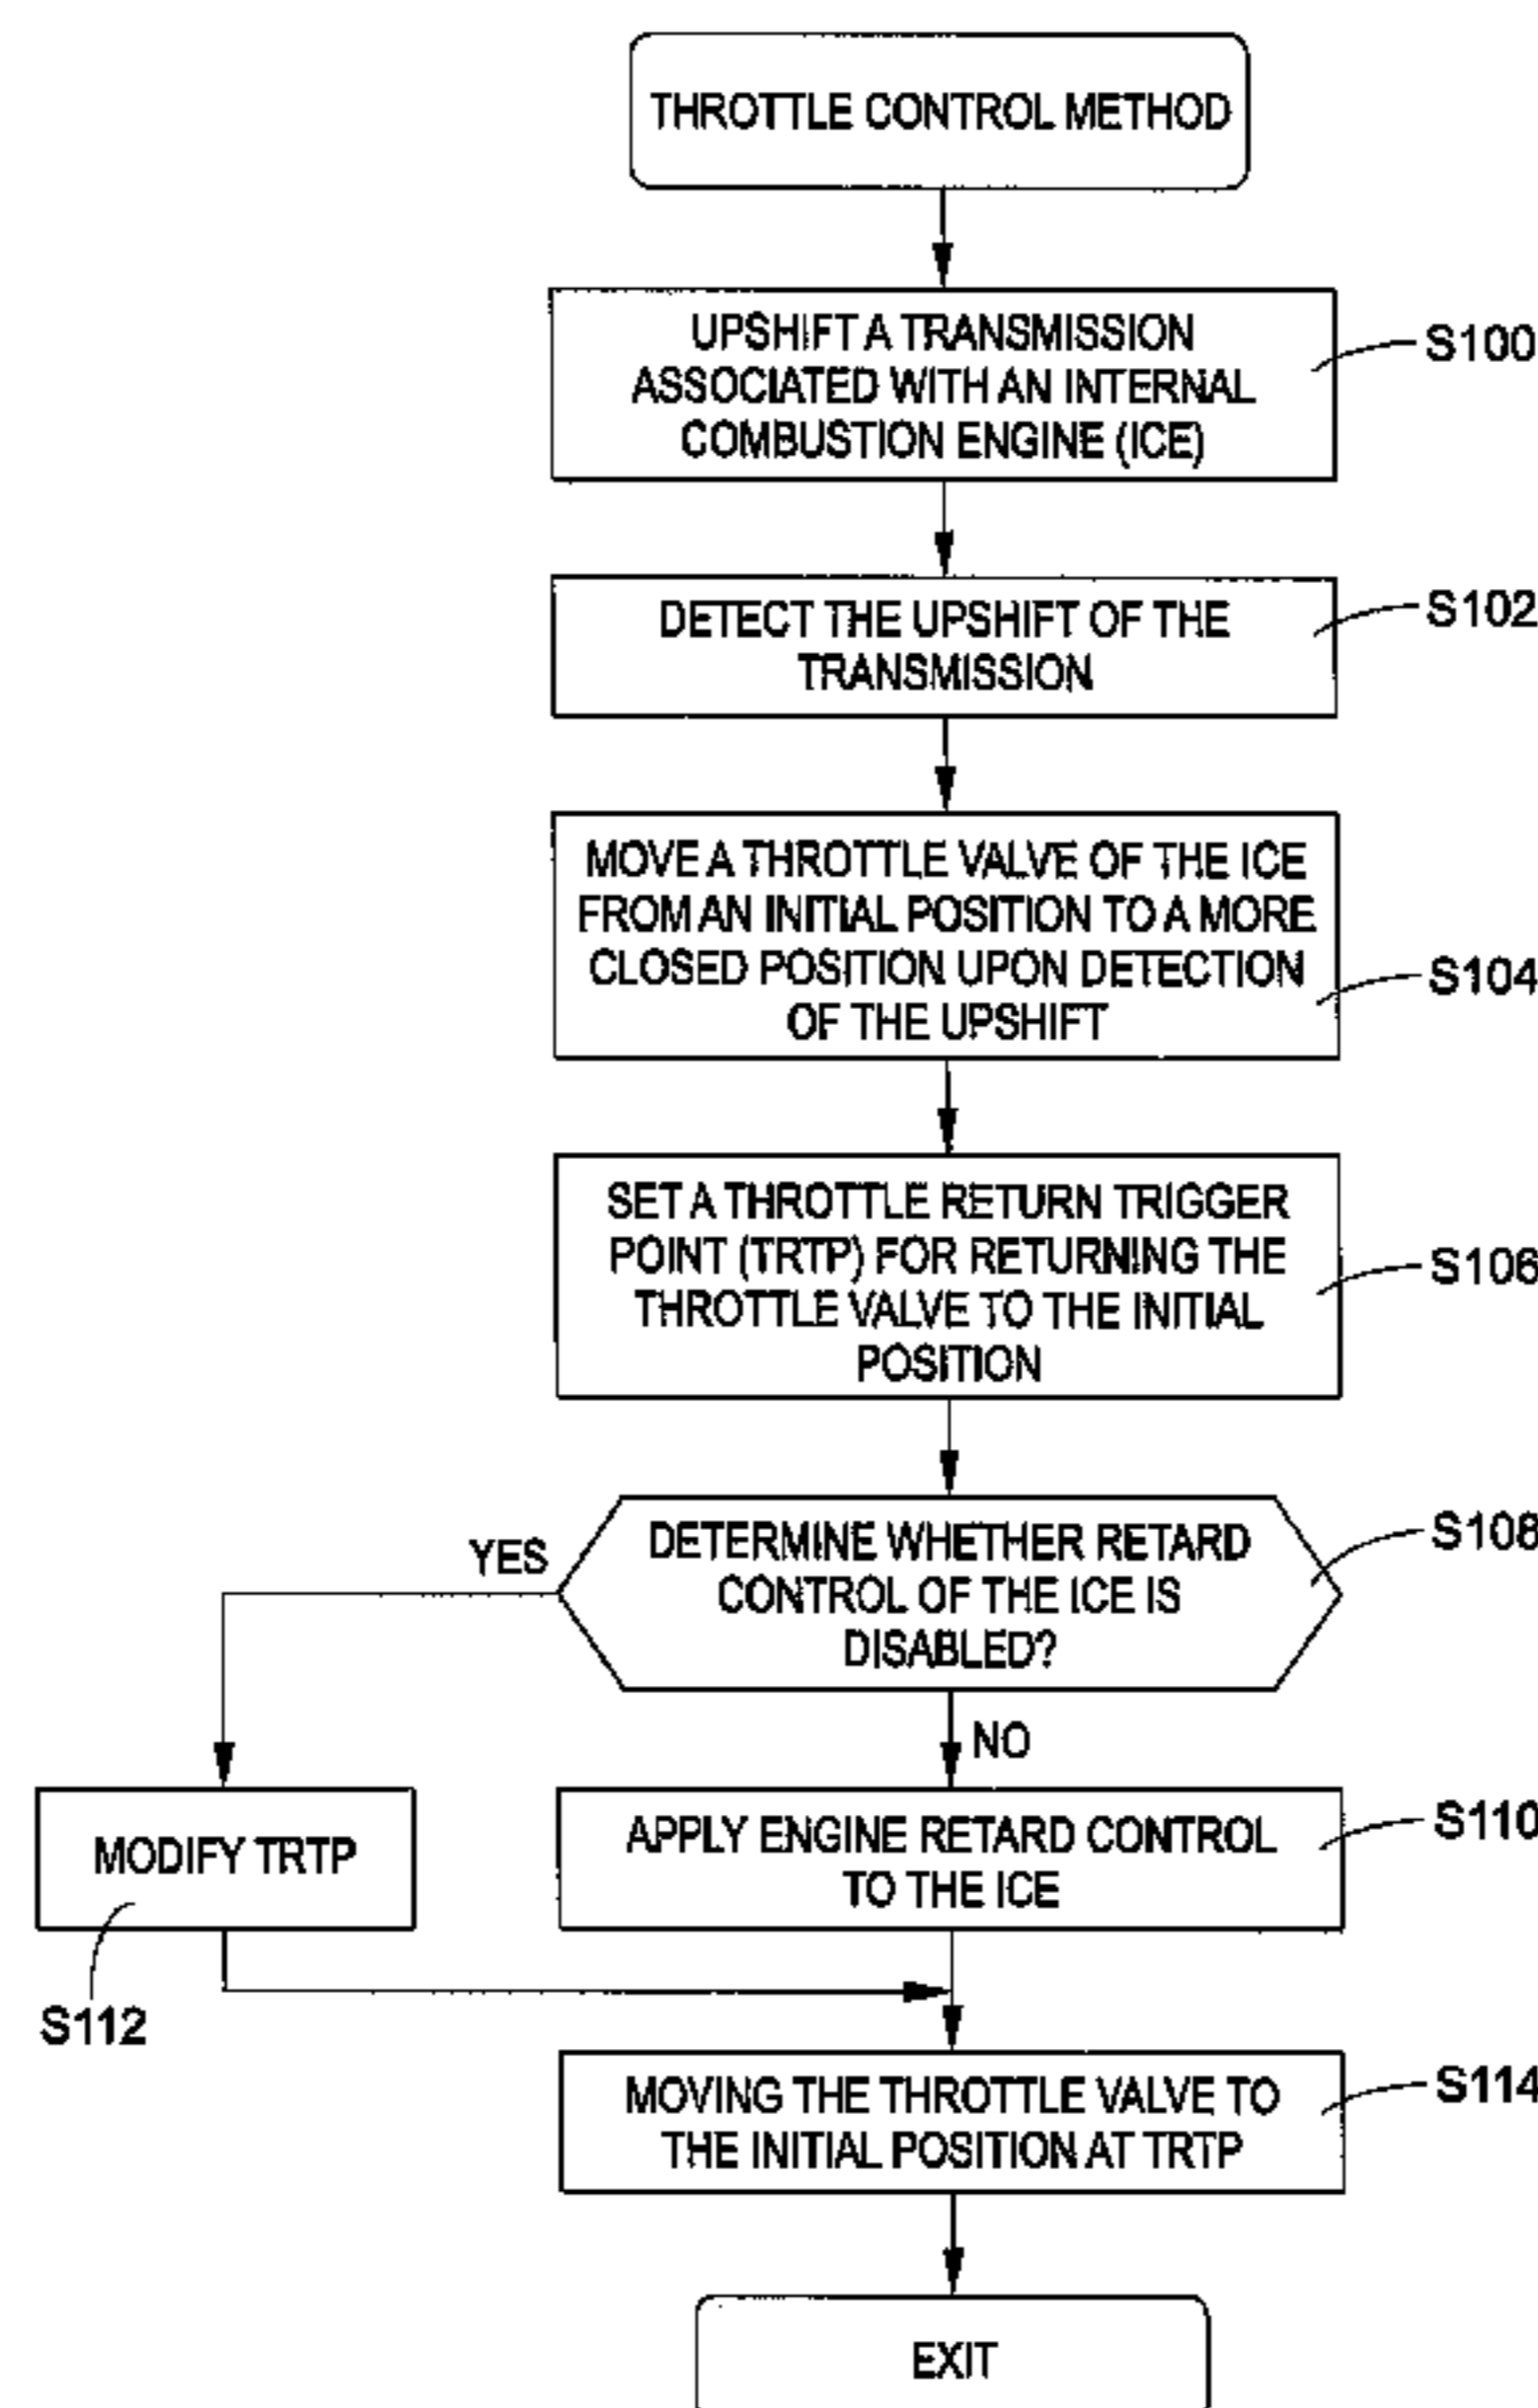 THROTTLE CONTROL METHOD
UPSHIFT A TRANSMISSION
ASSOCIATED WITH AN INTERNAL
COMBUSTION ENGINE (ICE)
S100
DETECT THE UPSHIFT OF THE
TRANSMISSION
S102
MOVE A THROTTLE VALVE OF THE ICE
FROM AN INITIAL POSITION TO A MORE
CLOSED POSITION UPON DETECTION
OF THE UPSHIFT
S104
SET A THROTTLE RETURN TRIGGER
POINT (TRTP) FOR RETURNING THE
THROTTLE VALVE TO THE INITIAL
POSITION
S106
DETERMINE WHETHER RETARD
CONTROL OF THE ICE IS
DISABLED?
S108
YES
NO
MODIFY TRTP
S112
APPLY ENGINE RETARD CONTROL
TO THE ICE
S110
MOVING THE THROTTLE VALVE TO
THE INITIAL POSITION AT TRTP
S114
EXIT